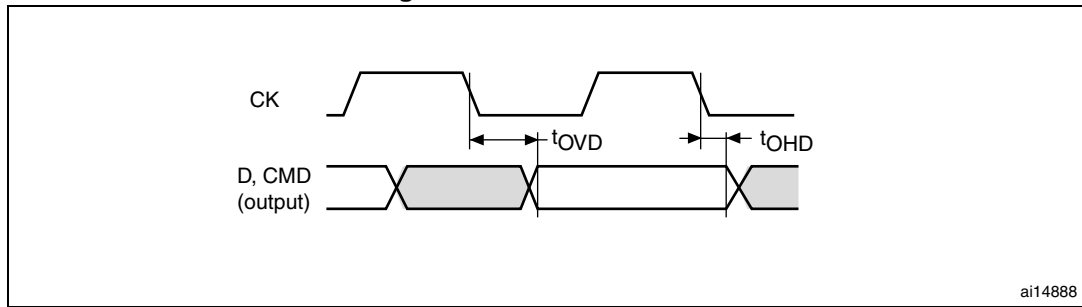 CK
tOVD
tOHD
D, CMD
(output)
ai14888